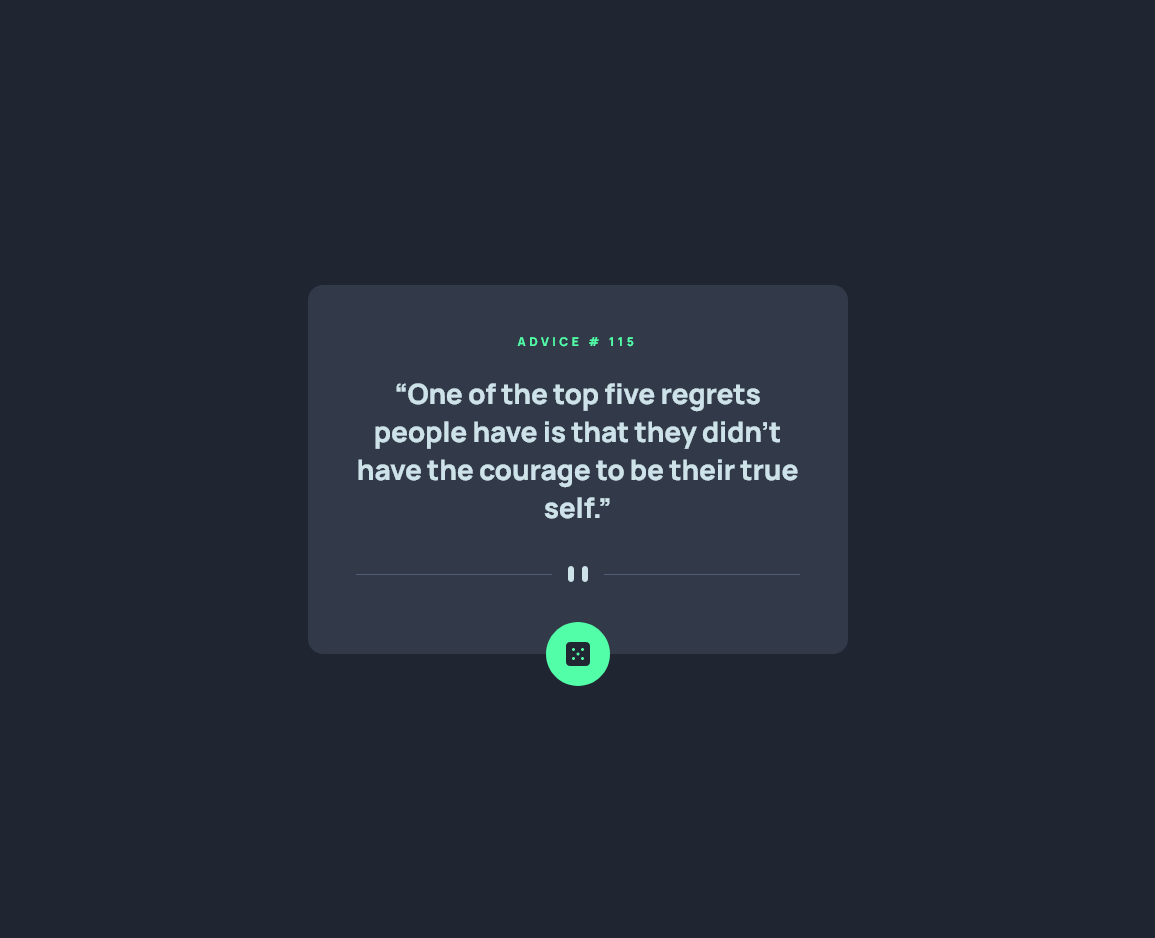 ADVICE # 115
“One of the top five regrets
people have is that they didn’t
have the courage to be their true
self.”